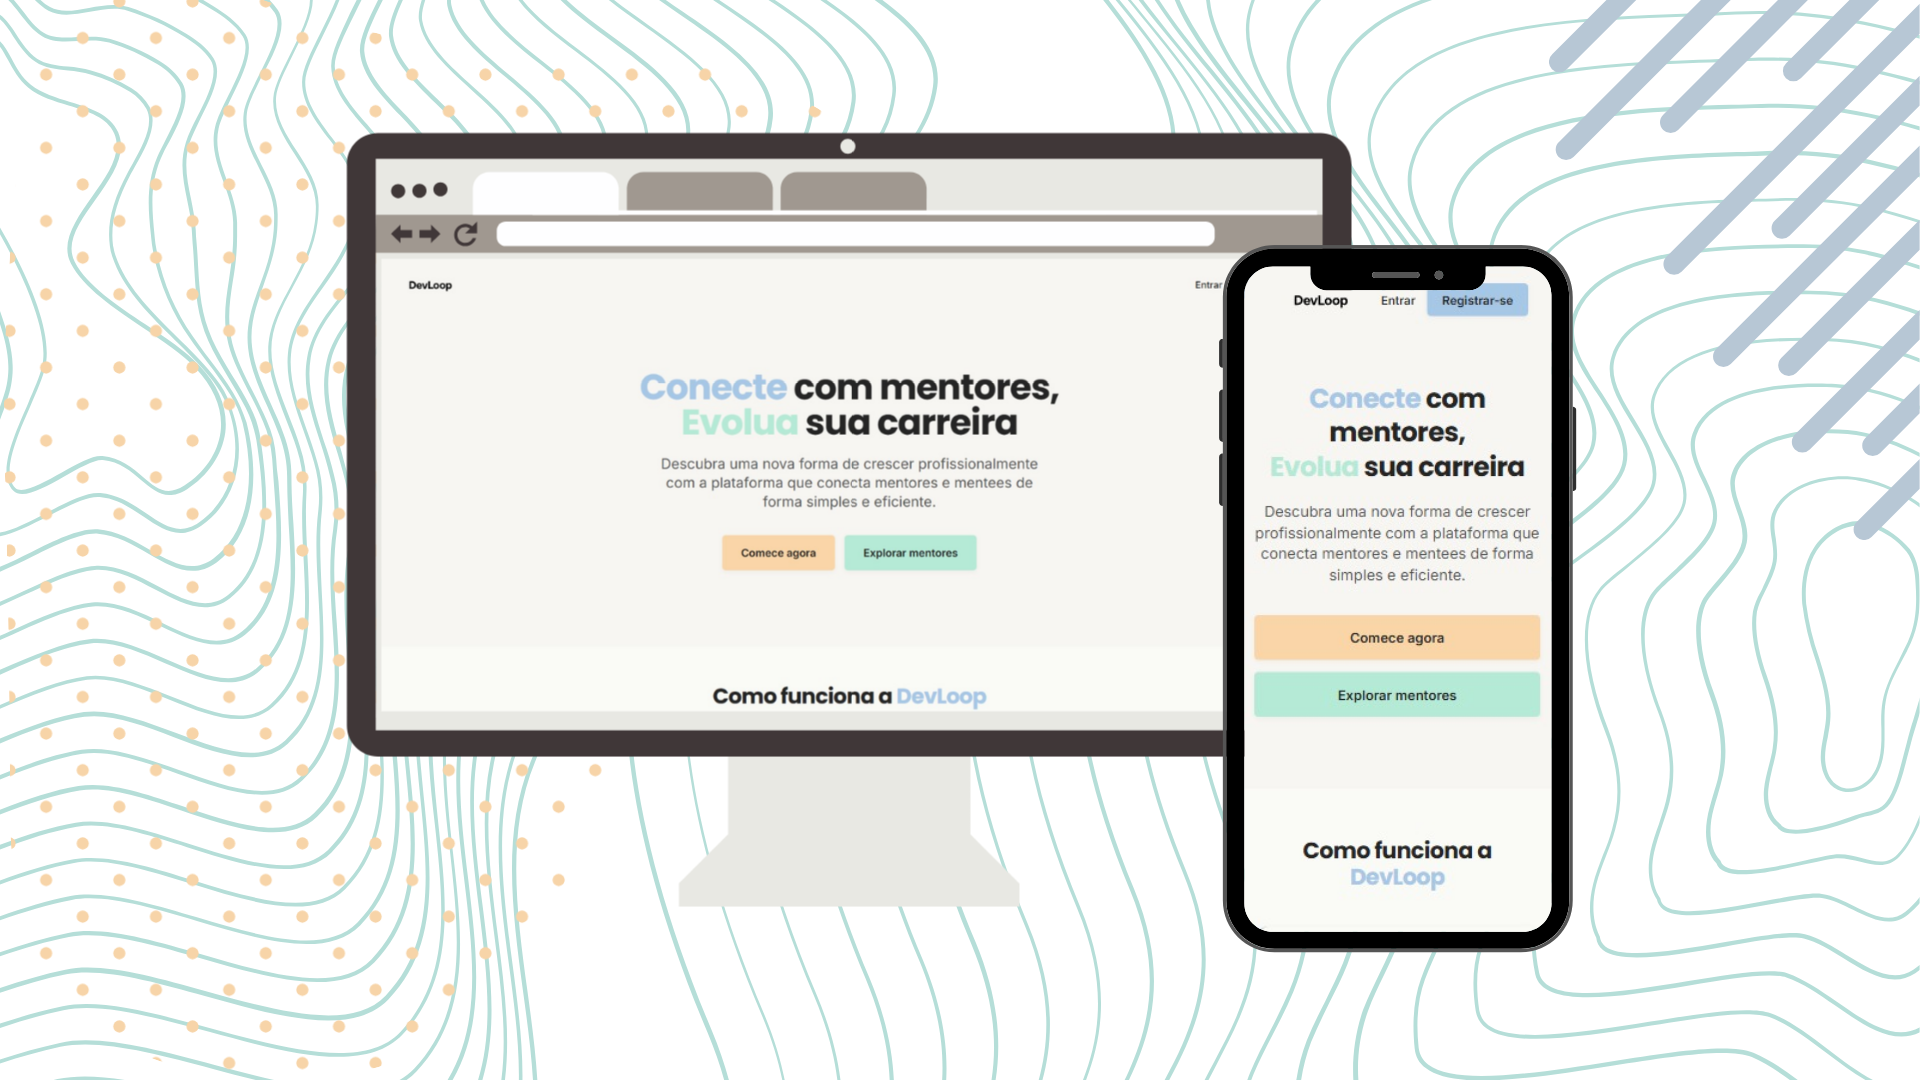 DevLoop
Entrar
Conecte com mentores,
Evolua sua carreira
Descubra uma nova forma de crescer profissionalmente
com a plataforma que conecta mentores e mentees de
forma simples e eficiente.
Comece agora
Explorar mentores
Como funciona a DevLoop
DevLoop
Entrar
Registrar-se
Conecte com
mentores,
Evolua sua carreira
Descubra uma nova forma de crescer
profissionalmente com a plataforma que
conecta mentores e mentees de forma
simples e eficiente.
Comece agora
Explorar mentores
Como funciona a
DevLoop